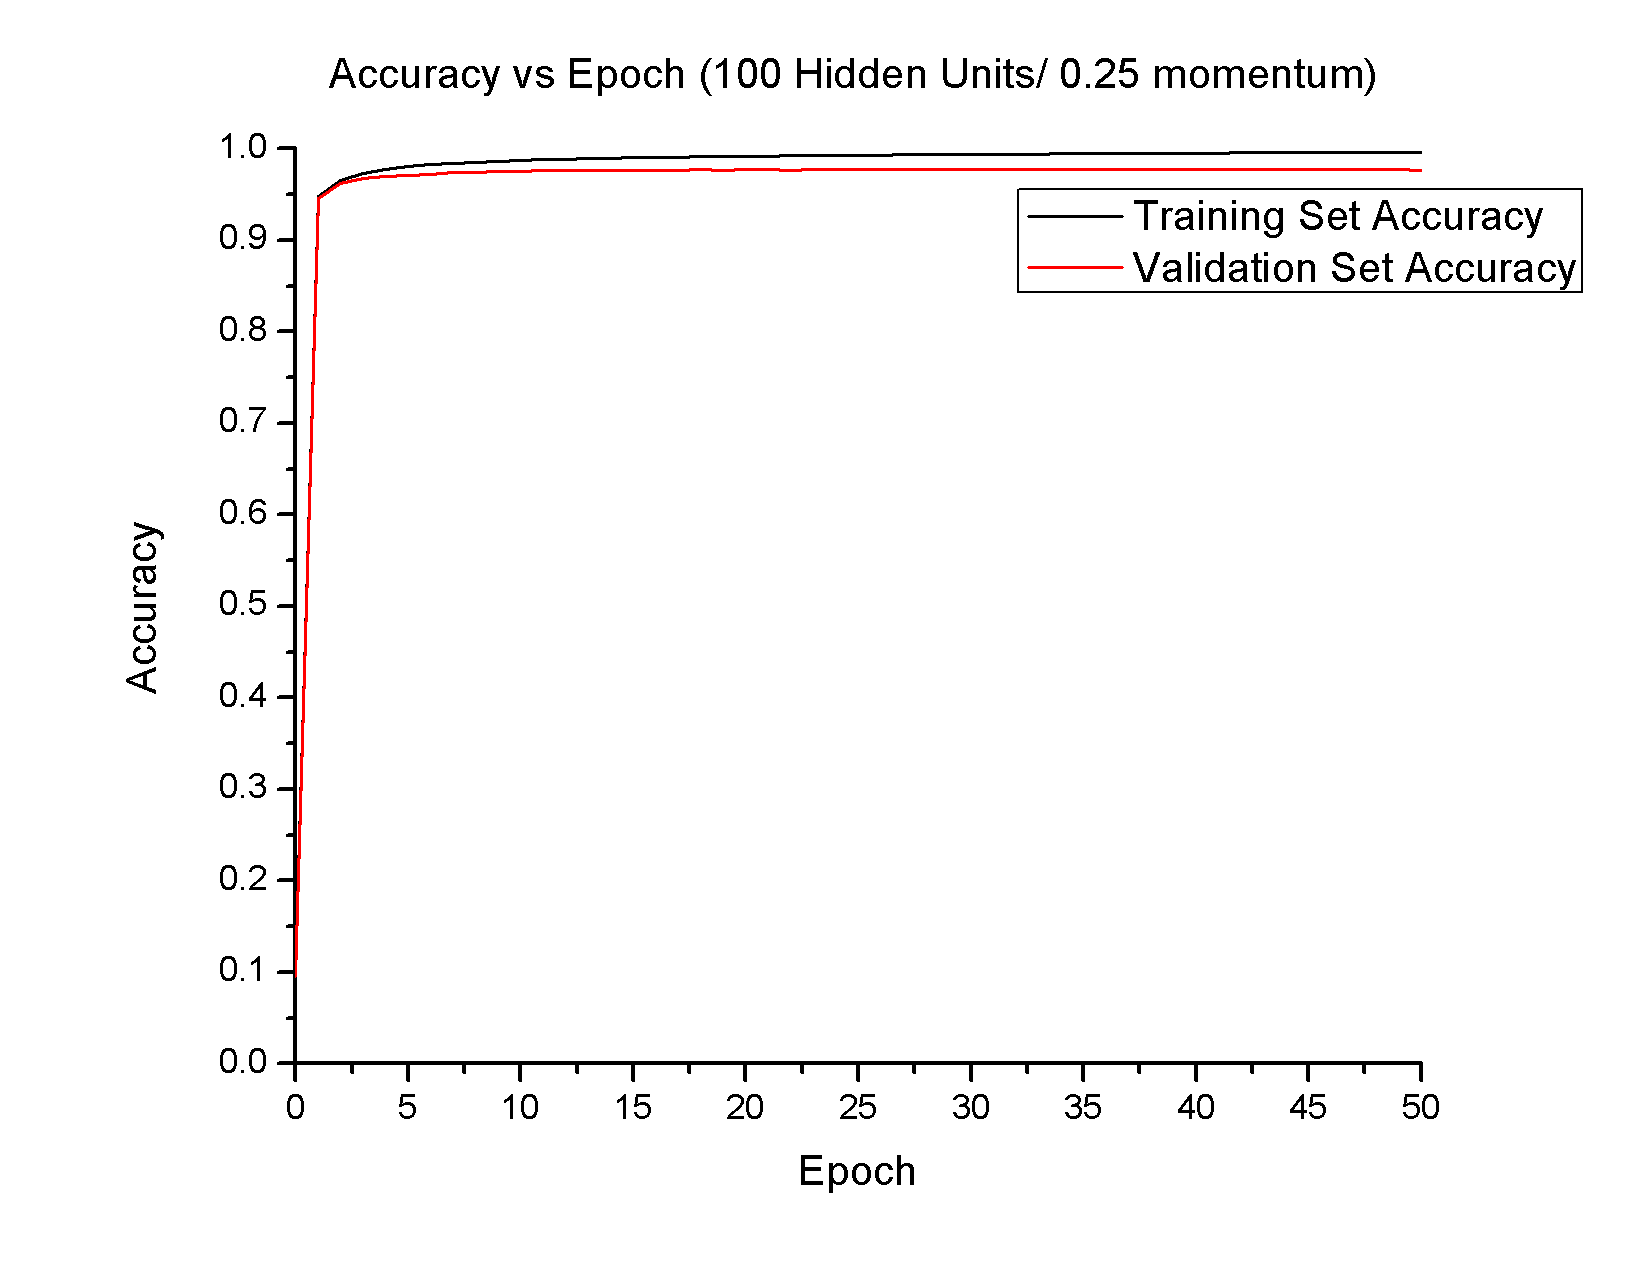 Accuracy vs Epoch (100 Hidden Units/ 0.25 momentum)
1.0
0.9
0.8
0.7
0.6
0.5
0.4
0.3
0.2
0.1
0.0
Accuracy
Training Set Accuracy
Validation Set Accuracy
0 5 10 15 20 25 30 35 40 45 50
Epoch